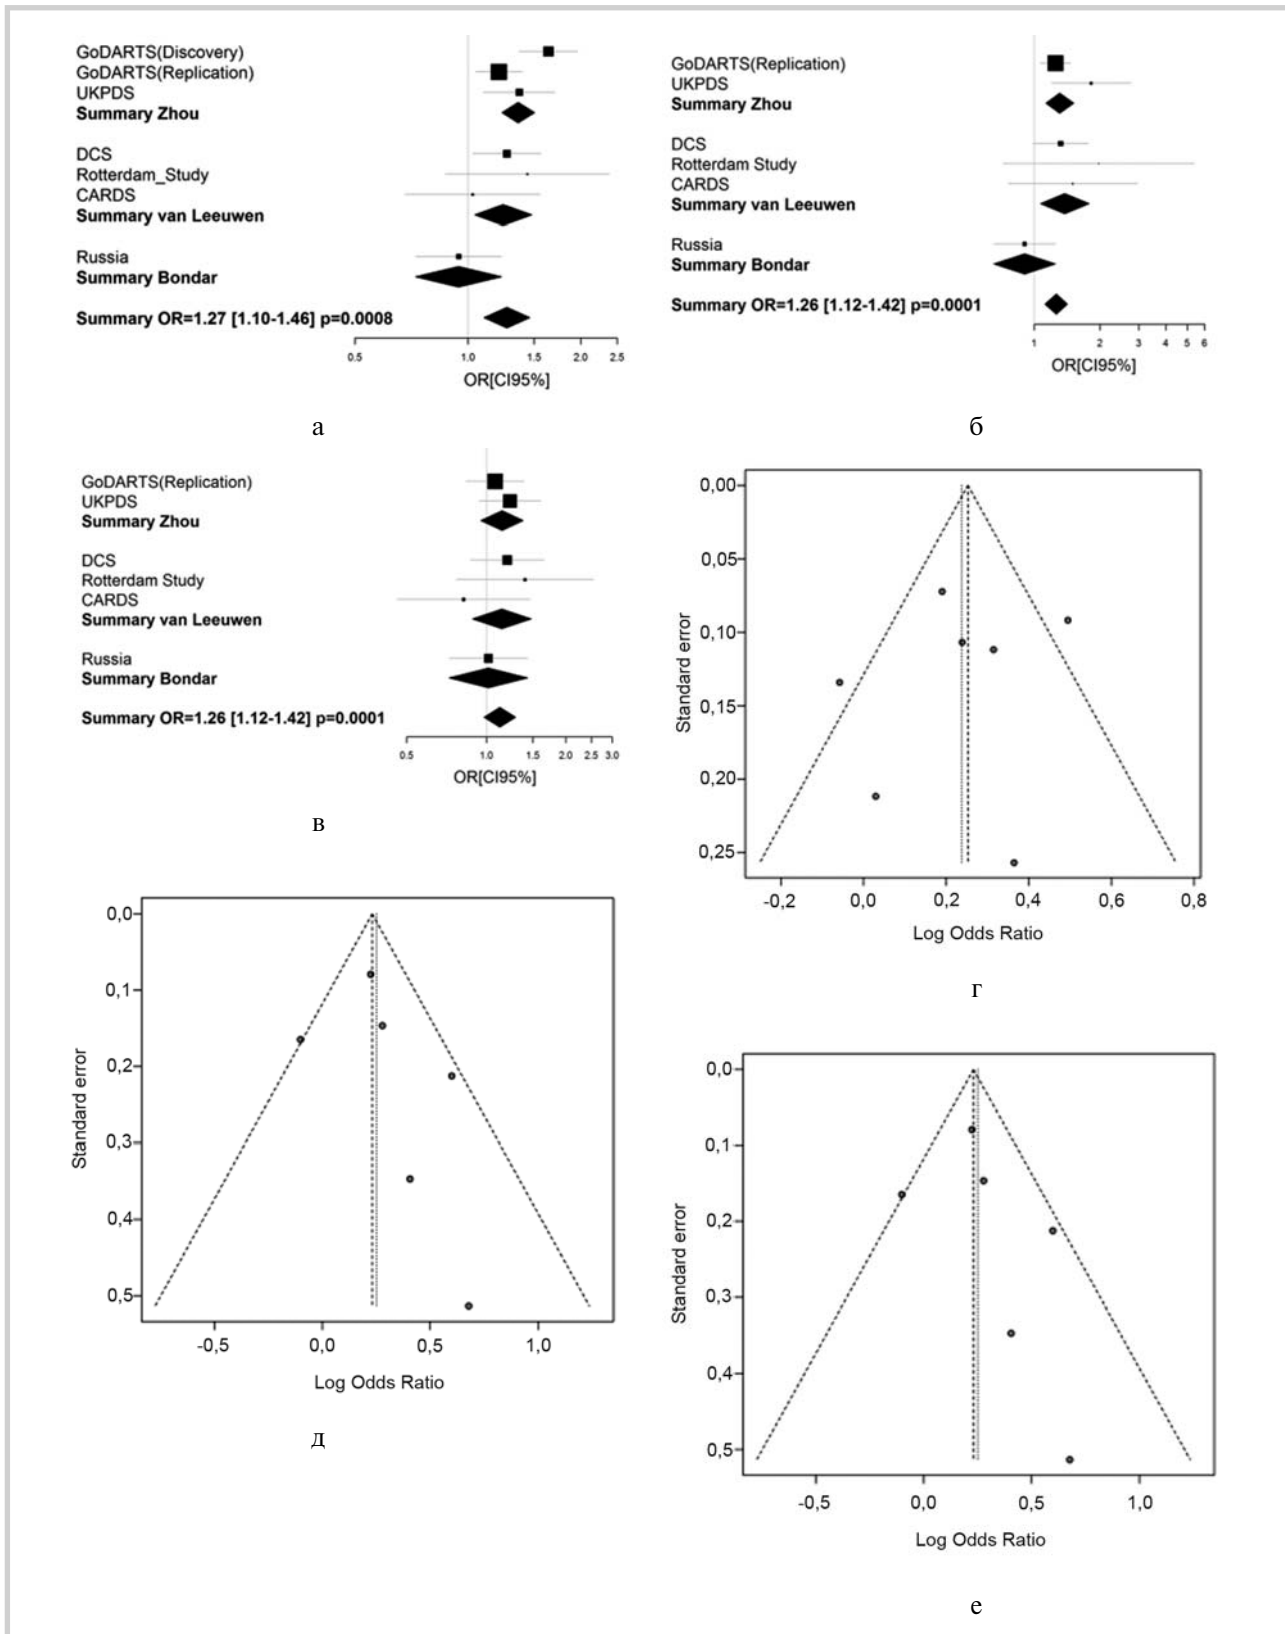 GoDARTS(Discovery)
GoDARTS(Replication)
UKPDS
Summary Zhou
DCS
Rotterdam_Study
CARDS
Summary van Leeuwen
Russia
Summary Bondar
Summary OR=1.27 [1.10-1.46] p=0.0008
0.5 1.0 1.5 2.0 2.5
OR[CI95%]
а
GoDARTS(Replication)
UKPDS
Summary Zhou
DCS
Rotterdam Study
CARDS
Summary van Leeuwen
Russia
Summary Bondar
Summary OR=1.26 [1.12-1.42] p=0.0001
1 2 3 4 5 6
OR[CI95%]
б
GoDARTS(Replication)
UKPDS
Summary Zhou
DCS
Rotterdam Study
CARDS
Summary van Leeuwen
Russia
Summary Bondar
Summary OR=1.26 [1.12-1.42] p=0.0001
0.5 1.0 1.5 2.0 2.5 3.0
OR[CI95%]
в
Standard error
0,00
0,05
0,10
0,15
0,20
0,25
-0,2 0,0 0,2 0,4 0,6 0,8
Log Odds Ratio
г
Standard error
0,0
0,1
0,2
0,3
0,4
0,5
-0,5 0,0 0,5 1,0
Log Odds Ratio
д
Standard error
0,0
0,1
0,2
0,3
0,4
0,5
-0,5 0,0 0,5 1,0
Log Odds Ratio
е